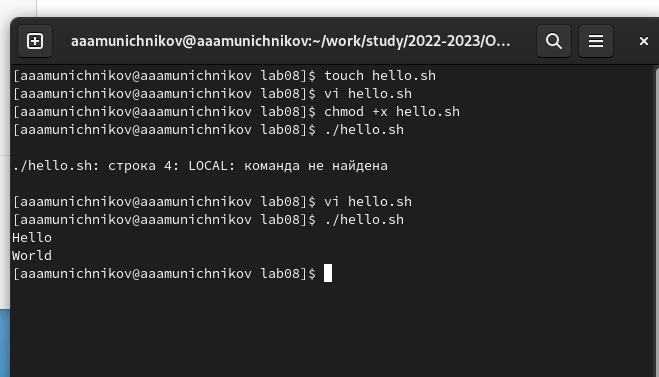 aaamunichnikov@aaamunichnikov:~/work/study/2022-2023/O...
[aaamunichnikov@aaamunichnikov lab08]$ touch hello.sh
[aaamunichnikov@aaamunichnikov lab08]$ vi hello.sh
[aaamunichnikov@aaamunichnikov lab08]$ chmod +x hello.sh
[aaamunichnikov@aaamunichnikov lab08]$ ./hello.sh
./hello.sh: строка 4: LOCAL: команда не найдена
[aaamunichnikov@aaamunichnikov lab08]$ vi hello.sh
[aaamunichnikov@aaamunichnikov lab08]$ ./hello.sh
Hello
World
[aaamunichnikov@aaamunichnikov lab08]$